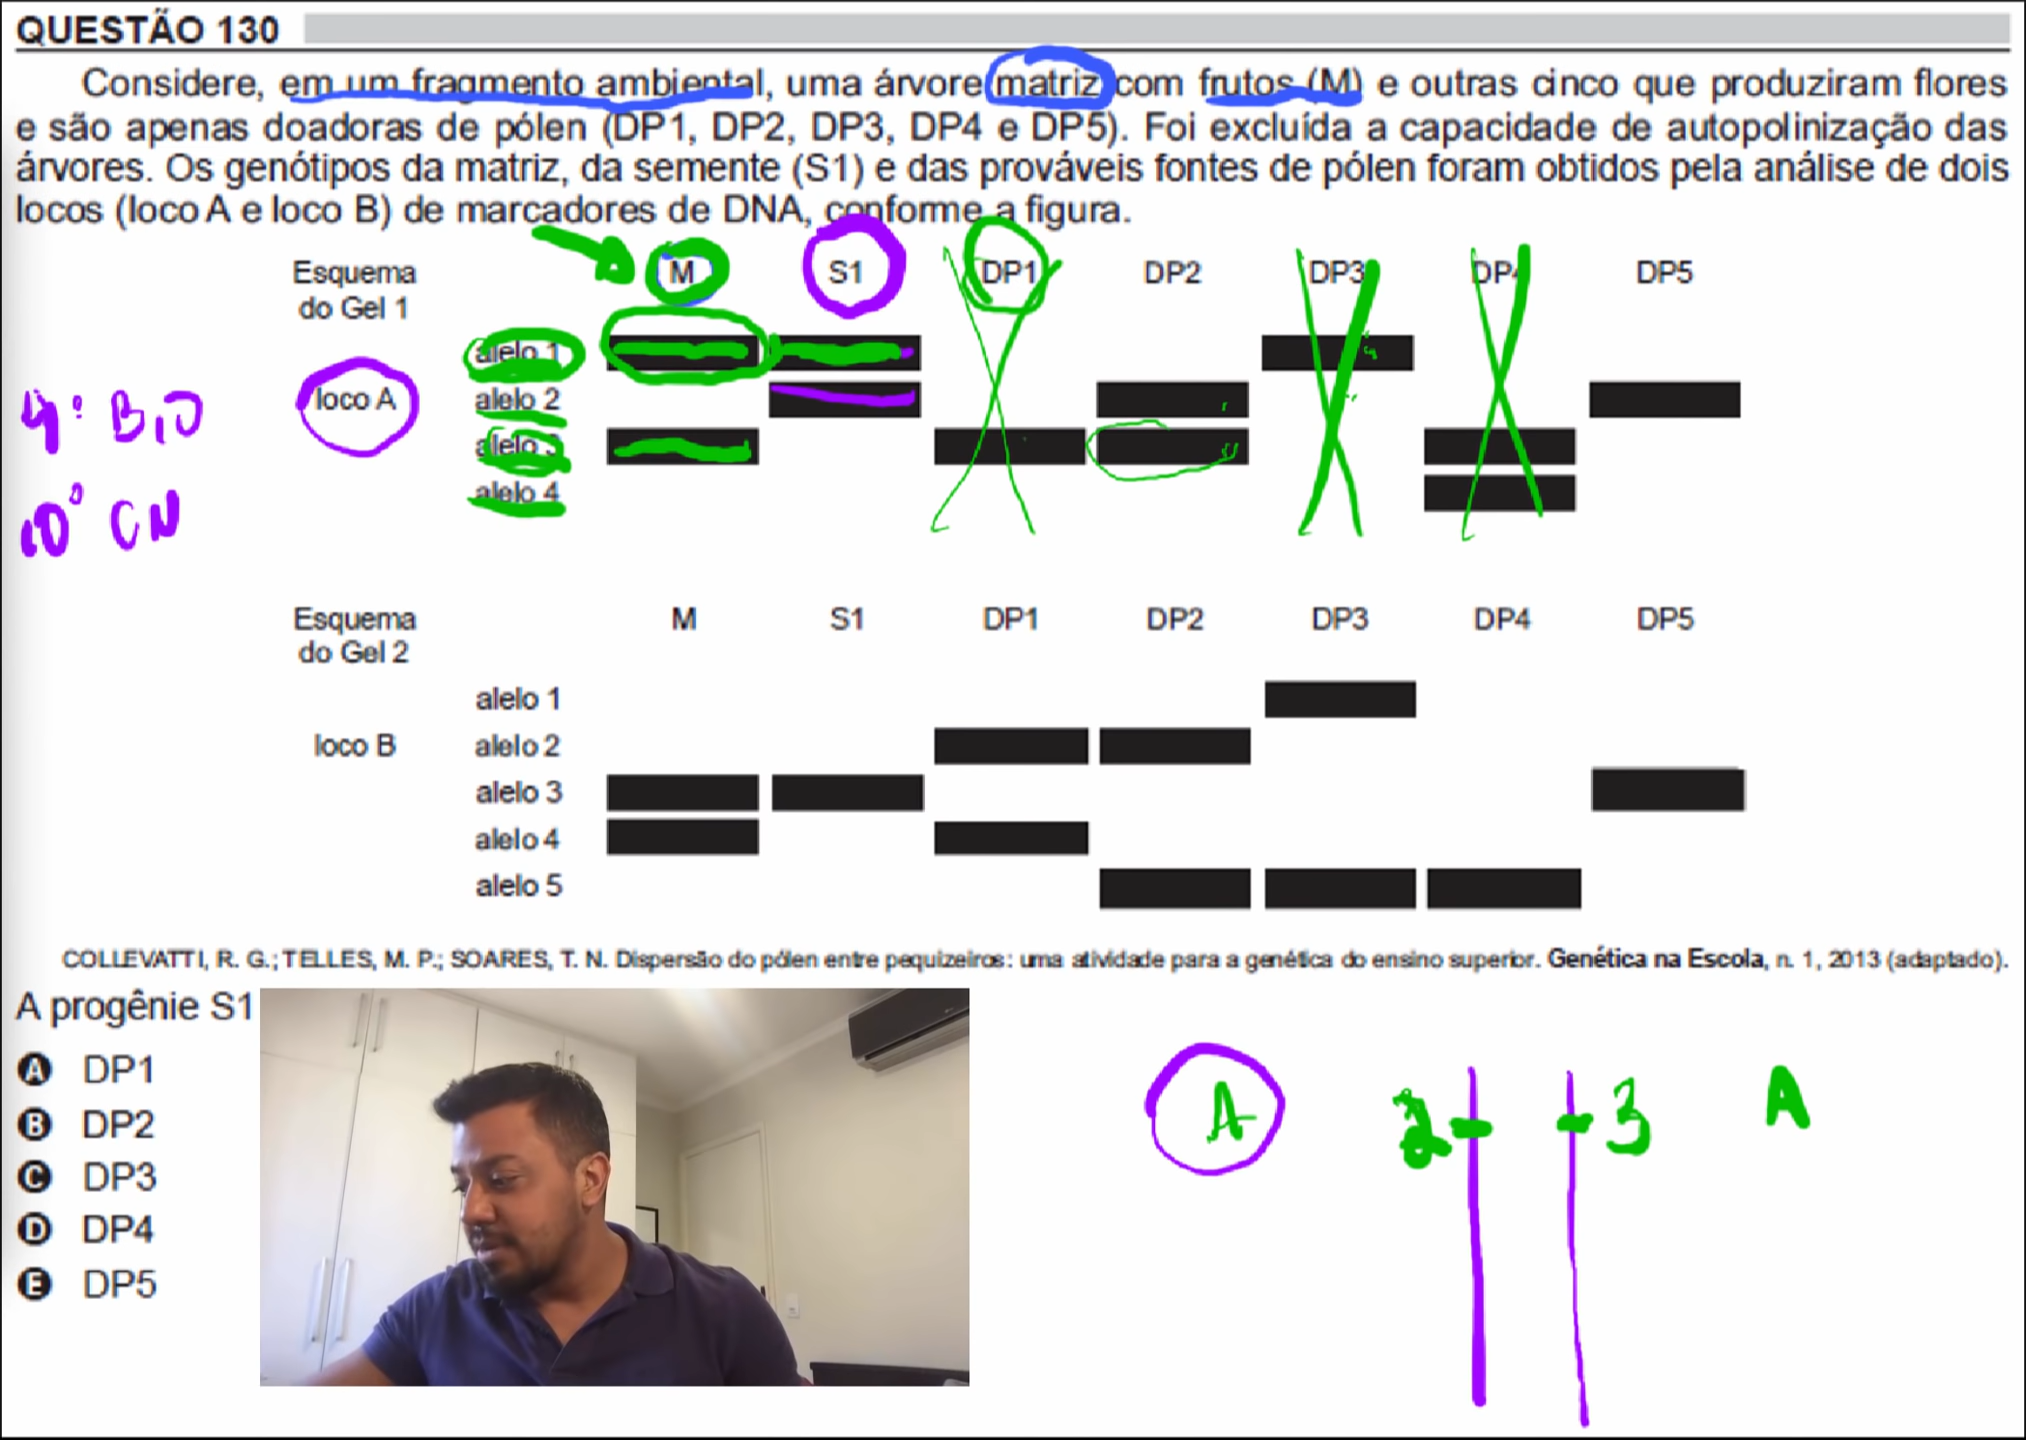 QUESTÃO 130
Considere, em um fragmento ambiental, uma árvore matriz com frutos (M) e outras cinco que produziram flores
e são apenas doadoras de pólen (DP1, DP2, DP3, DP4 e DP5). Foi excluída a capacidade de autopolinização das
árvores. Os genótipos da matriz, da semente (S1) e das prováveis fontes de pólen foram obtidos pela análise de dois
locos (loco A e loco B) de marcadores de DNA, conforme a figura.
Esquema
do Gel 1
M S1 DP1 DP2 DP3 DP4 DP5
alelo 1
loco A alelo 2
alelo 3
alelo 4
4º BIO
10º CN
Esquema
do Gel 2
M S1 DP1 DP2 DP3 DP4 DP5
alelo 1
loco B alelo 2
alelo 3
alelo 4
alelo 5
COLLEVATTI, R. G.; TELLES, M. P.; SOARES, T. N. Dispersão do pólen entre pequizeiros: uma atividade para a genética do ensino superior. Genética na Escola, n. 1, 2013 (adaptado).
A progênie S1
A DP1
B DP2
C DP3
D DP4
E DP5
A 2 3 A